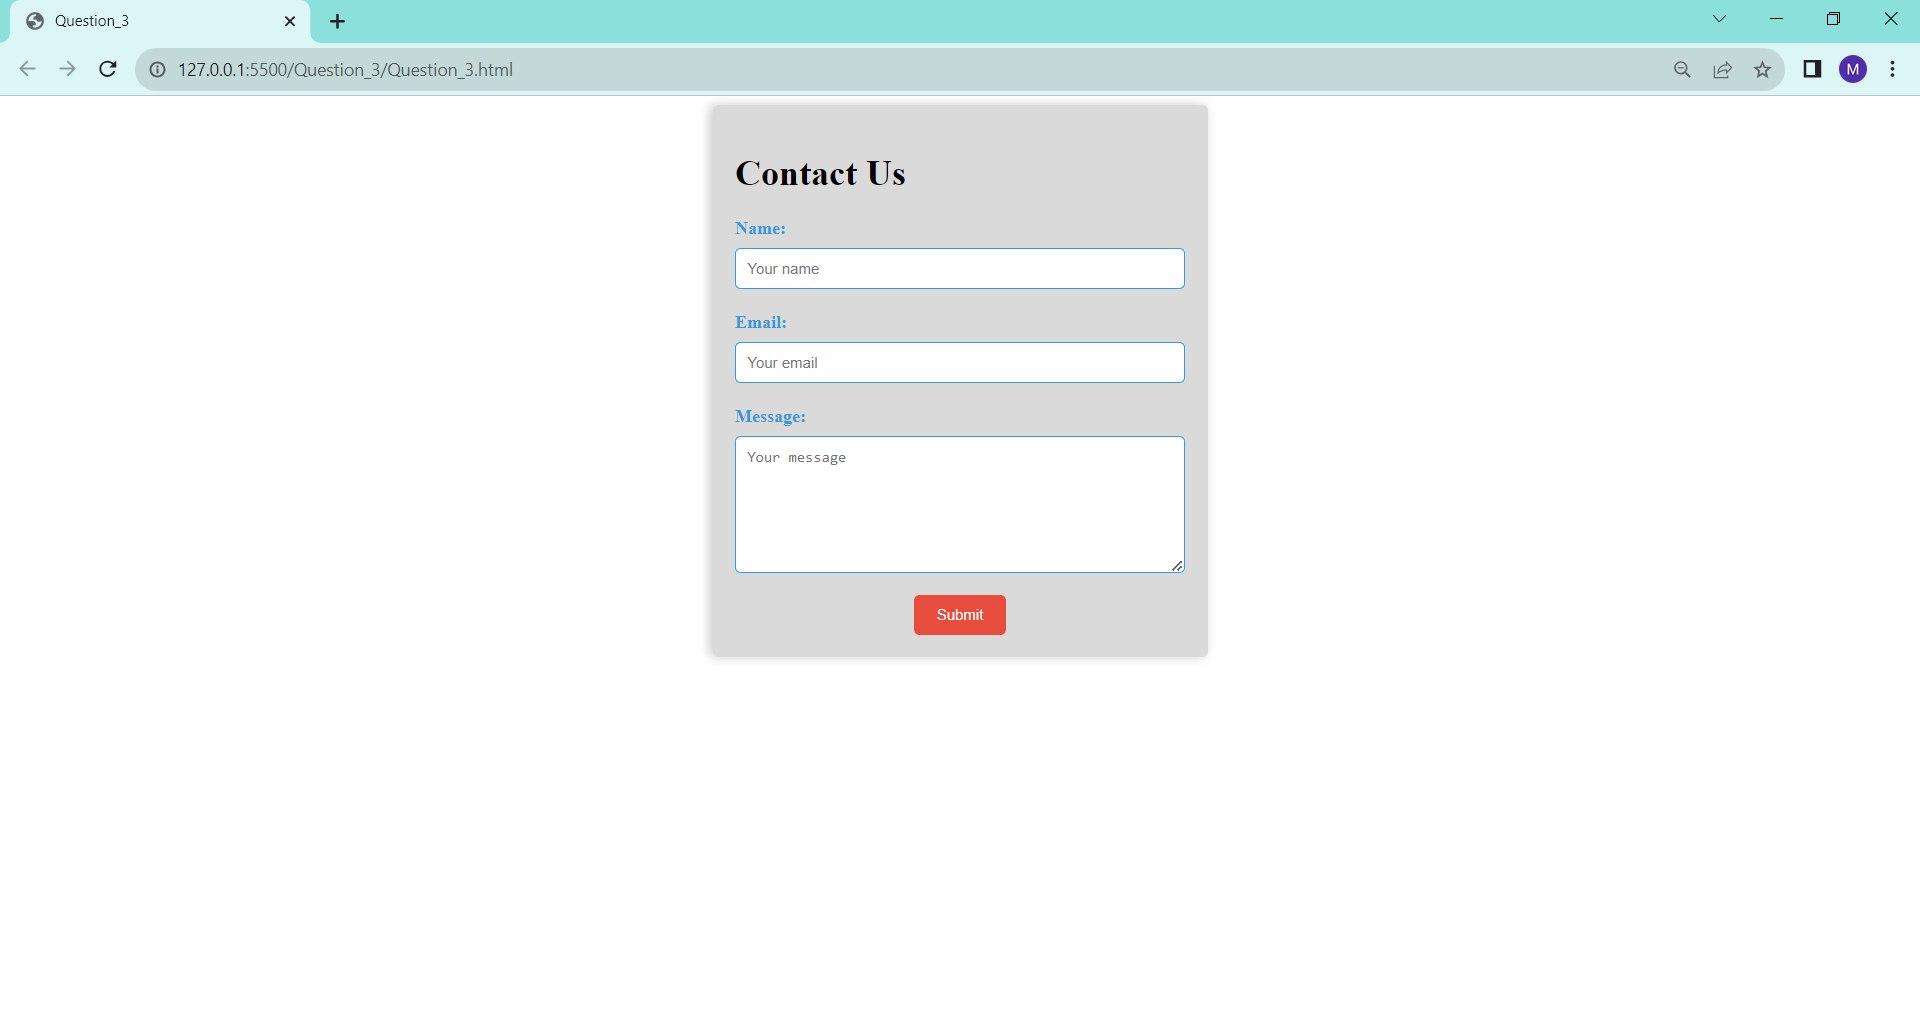 Question_3
127.0.0.1:5500/Question_3/Question_3.html
M
Contact Us
Name:
Your name
Email:
Your email
Message:
Your message
Submit